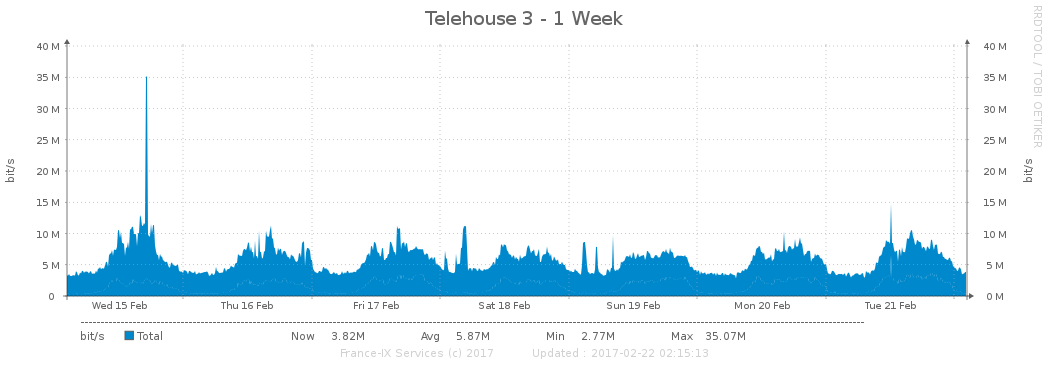 Telehouse 3 - 1 Week
RRDTOOL / TOBI OETIKER
40 M 40 M
35 M 35 M
30 M 30 M
25 M 25 M
20 M 20 M
15 M 15 M
10 M 10 M
5 M 5 M
0 0 M
bit/s bit/s
Wed 15 Feb Thu 16 Feb Fri 17 Feb Sat 18 Feb Sun 19 Feb Mon 20 Feb Tue 21 Feb
bit/s Total Now 3.82M Avg 5.87M Min 2.77M Max 35.07M
France-IX Services (c) 2017 Updated : 2017-02-22 02:15:13